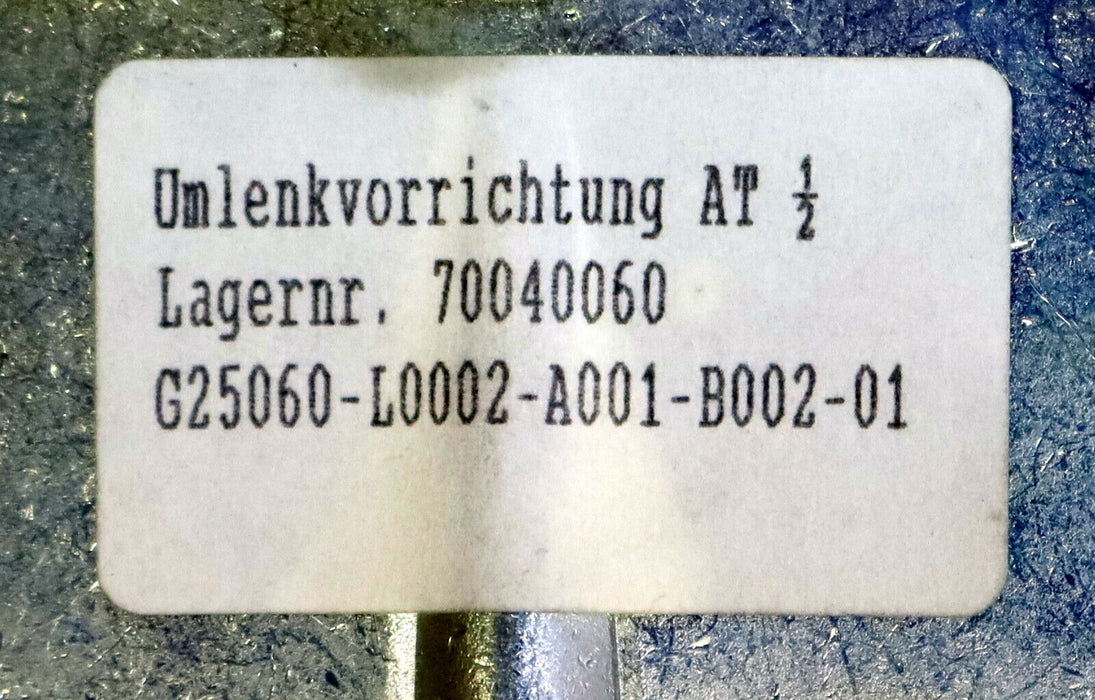 Umlenkvorrichtung AT ½
Lagernr. 70040060
G25060-L0002-A001-B002-01